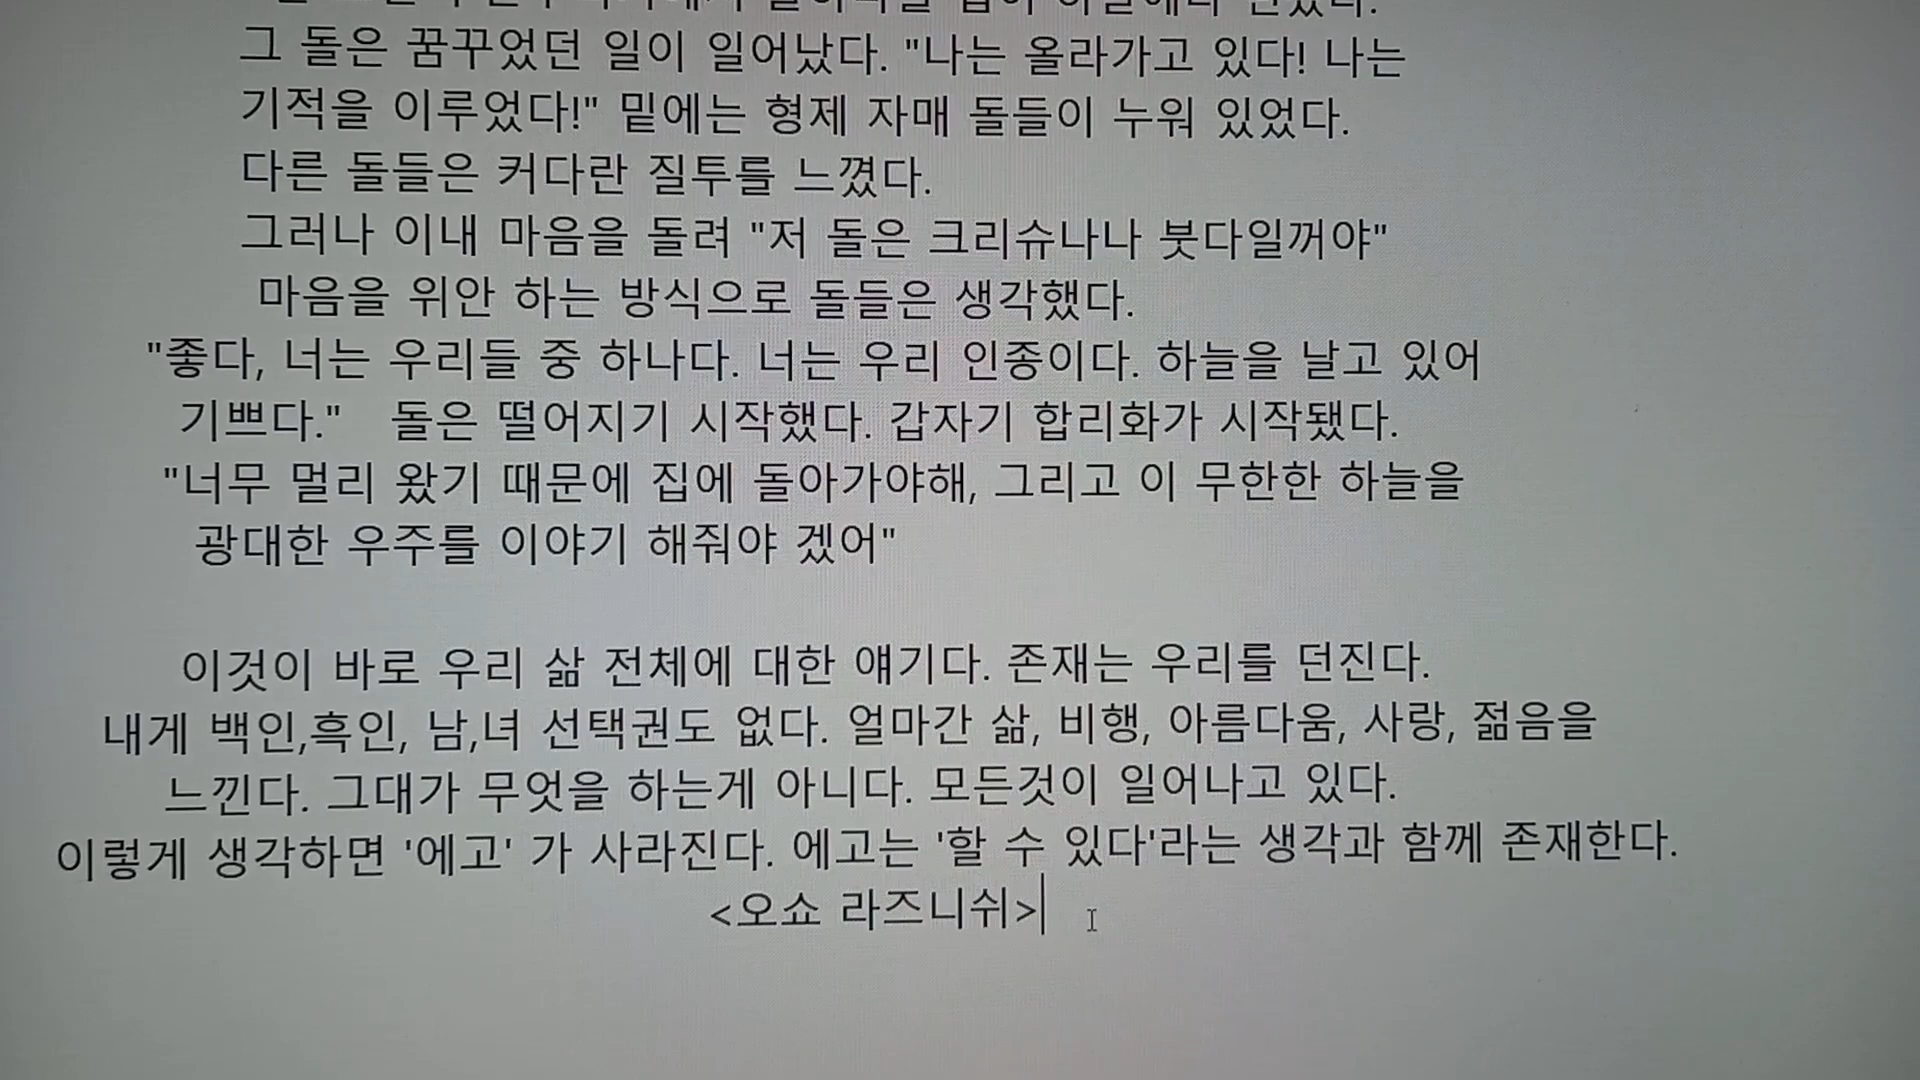 그 돌은 꿈꾸었던 일이 일어났다. "나는 올라가고 있다! 나는
기적을 이루었다!" 밑에는 형제 자매 돌들이 누워 있었다.
다른 돌들은 커다란 질투를 느꼈다.
그러나 이내 마음을 돌려 "저 돌은 크리슈나나 붓다일꺼야"
마음을 위안 하는 방식으로 돌들은 생각했다.
"좋다, 너는 우리들 중 하나다. 너는 우리 인종이다. 하늘을 날고 있어
기쁘다." 돌은 떨어지기 시작했다. 갑자기 합리화가 시작됐다.
"너무 멀리 왔기 때문에 집에 돌아가야해, 그리고 이 무한한 하늘을
광대한 우주를 이야기 해줘야 겠어"
이것이 바로 우리 삶 전체에 대한 얘기다. 존재는 우리를 던진다.
내게 백인,흑인, 남,녀 선택권도 없다. 얼마간 삶, 비행, 아름다움, 사랑, 젊음을
느낀다. 그대가 무엇을 하는게 아니다. 모든것이 일어나고 있다.
이렇게 생각하면 '에고' 가 사라진다. 에고는 '할 수 있다'라는 생각과 함께 존재한다.
<오쇼 라즈니쉬>